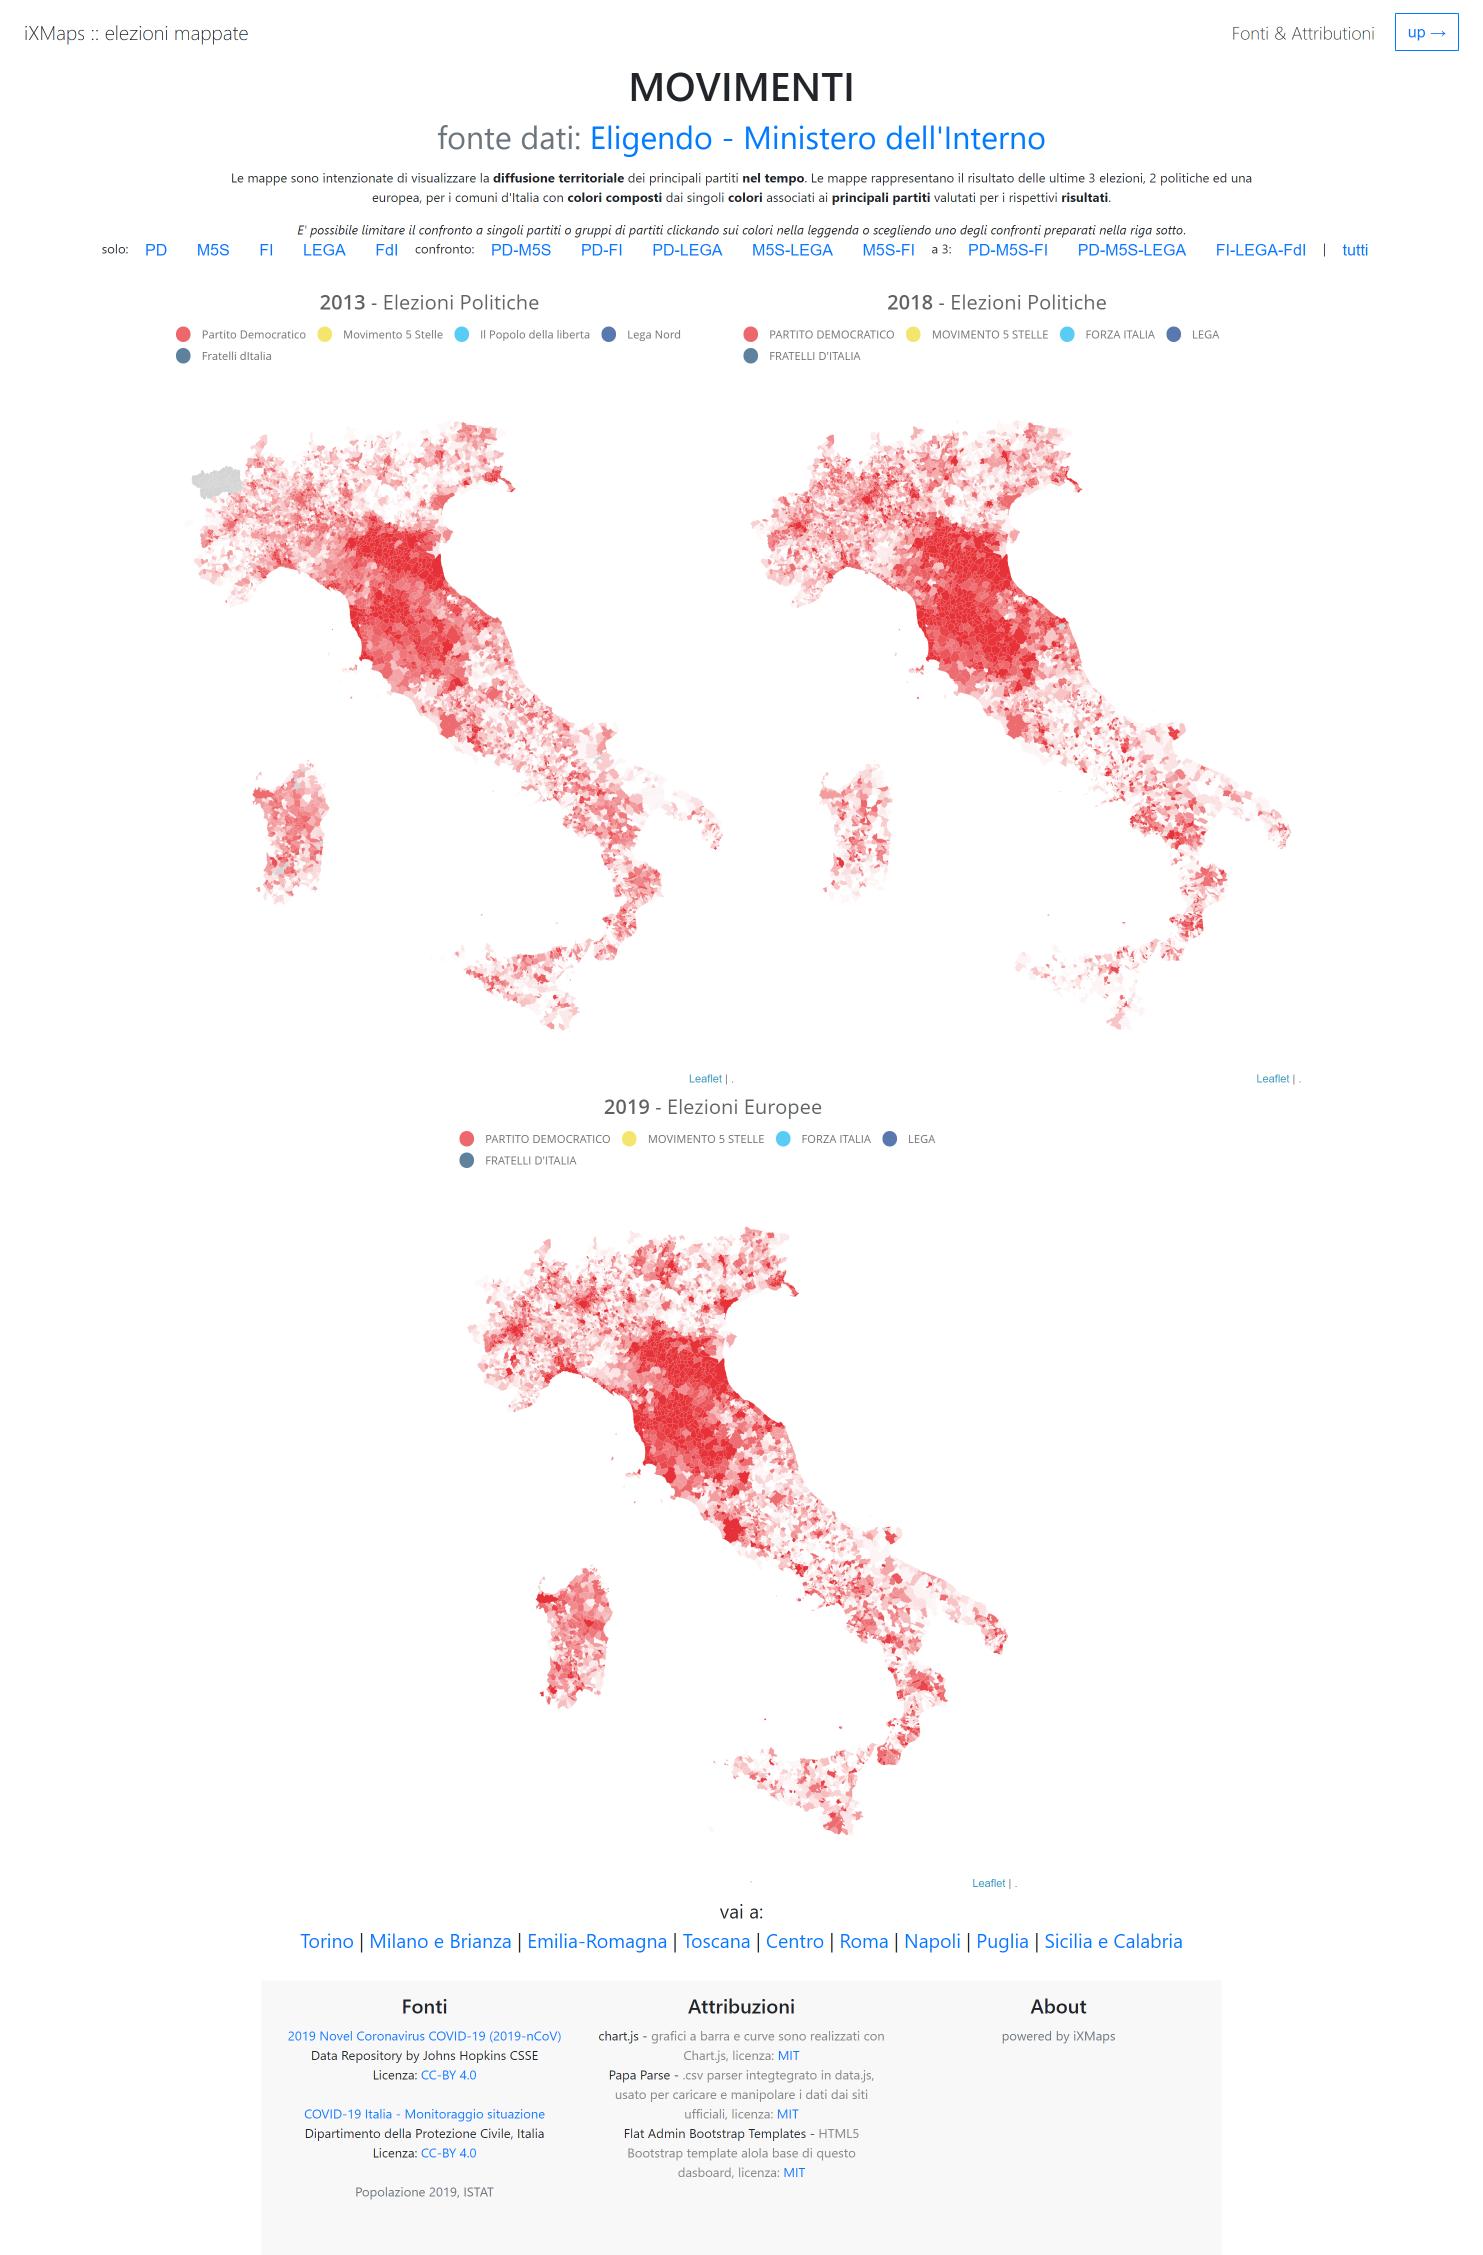 iXMaps :: elezioni mappate
Fonti & Attributioni
up →
MOVIMENTI
fonte dati: Eligendo - Ministero dell'Interno
Le mappe sono intenzionate di visualizzare la diffusione territoriale dei principali partiti nel tempo. Le mappe rappresentano il risultato delle ultime 3 elezioni, 2 politiche ed una
europea, per i comuni d'Italia con colori composti dai singoli colori associati ai principali partiti valutati per i rispettivi risultati.
E' possibile limitare il confronto a singoli partiti o gruppi di partiti clickando sui colori nella leggenda o scegliendo uno degli confronti preparati nella riga sotto.
solo: PD M5S FI LEGA FdI confronto: PD-M5S PD-FI PD-LEGA M5S-LEGA M5S-FI a 3: PD-M5S-FI PD-M5S-LEGA FI-LEGA-FdI | tutti
2013 - Elezioni Politiche
Partito Democratico Movimento 5 Stelle Il Popolo della liberta Lega Nord
Fratelli dItalia
Leaflet | .
2018 - Elezioni Politiche
PARTITO DEMOCRATICO MOVIMENTO 5 STELLE FORZA ITALIA LEGA
FRATELLI D'ITALIA
Leaflet | .
2019 - Elezioni Europee
PARTITO DEMOCRATICO MOVIMENTO 5 STELLE FORZA ITALIA LEGA
FRATELLI D'ITALIA
Leaflet | .
vai a:
Torino | Milano e Brianza | Emilia-Romagna | Toscana | Centro | Roma | Napoli | Puglia | Sicilia e Calabria
Fonti
2019 Novel Coronavirus COVID-19 (2019-nCoV)
Data Repository by Johns Hopkins CSSE
Licenza: CC-BY 4.0
COVID-19 Italia - Monitoraggio situazione
Dipartimento della Protezione Civile, Italia
Licenza: CC-BY 4.0
Popolazione 2019, ISTAT
Attribuzioni
chart.js - grafici a barra e curve sono realizzati con
Chart.js, licenza: MIT
Papa Parse - .csv parser integtegrato in data.js,
usato per caricare e manipolare i dati dai siti
ufficiali, licenza: MIT
Flat Admin Bootstrap Templates - HTML5
Bootstrap template alola base di questo
dasboard, licenza: MIT
About
powered by iXMaps